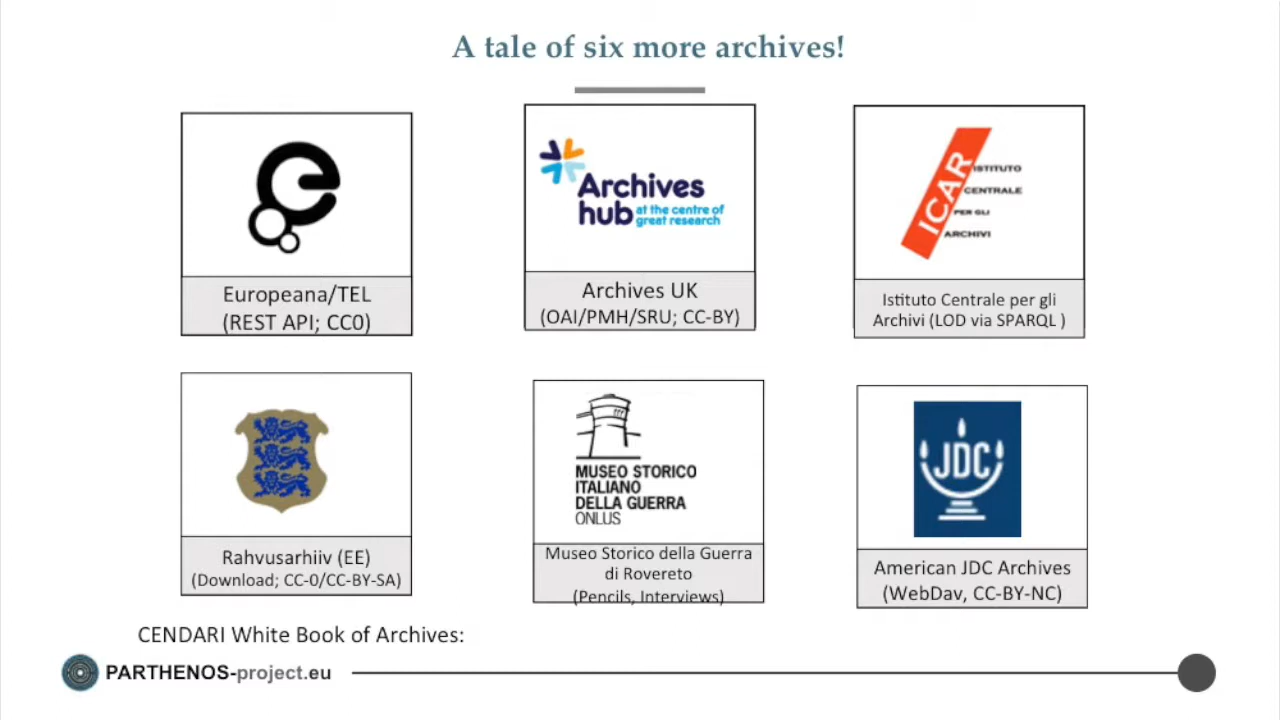 A tale of six more archives!
Archives
hub at the centre of
great research
ICAR
ISTITUTO
CENTRALE
PER GLI
ARCHIVI
Europeana/TEL
(REST API; CC0)
Archives UK
(OAI/PMH/SRU; CC-BY)
Istituto Centrale per gli
Archivi (LOD via SPARQL )
MUSEO STORICO
ITALIANO
DELLA GUERRA
ONLUS
JDC
Rahvusarhiiv (EE)
(Download; CC-0/CC-BY-SA)
Museo Storico della Guerra
di Rovereto
(Pencils, Interviews)
American JDC Archives
(WebDav, CC-BY-NC)
CENDARI White Book of Archives:
PARTHENOS-project.eu